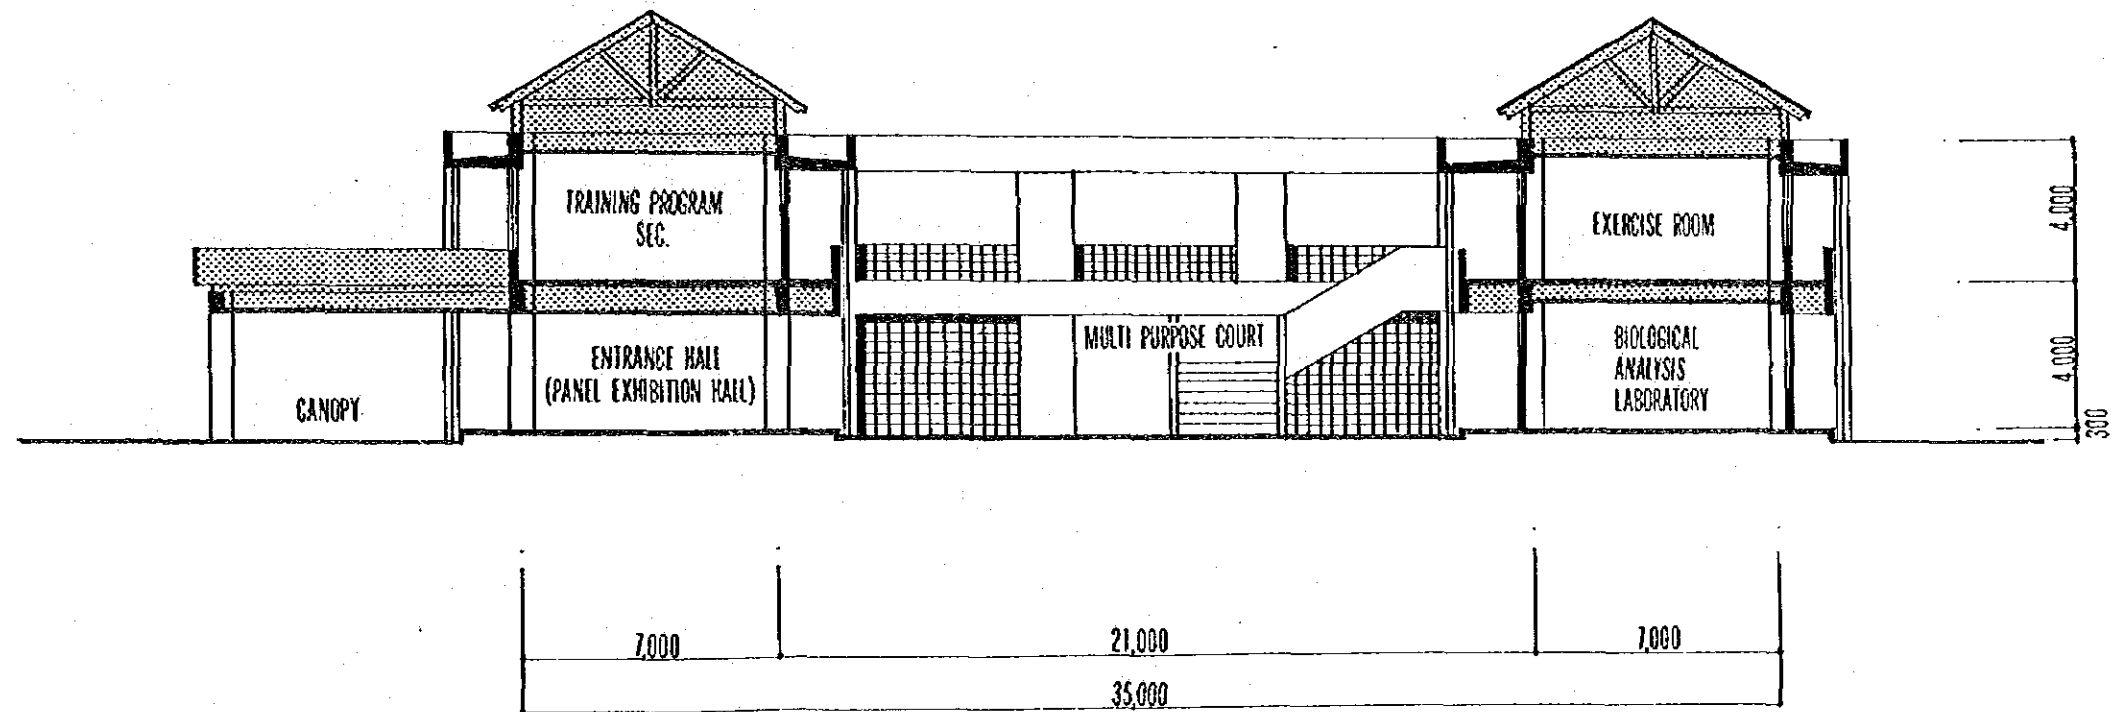 TRAINING PROGRAM
SEC.
EXERCISE ROOM
4,000
ENTRANCE HALL
(PANEL EXHIBITION HALL)
CANOPY
MULTI PURPOSE COURT
BIOLOGICAL
ANALYSIS
LABORATORY
4,000
300
7,000
21,000
7,000
35,000